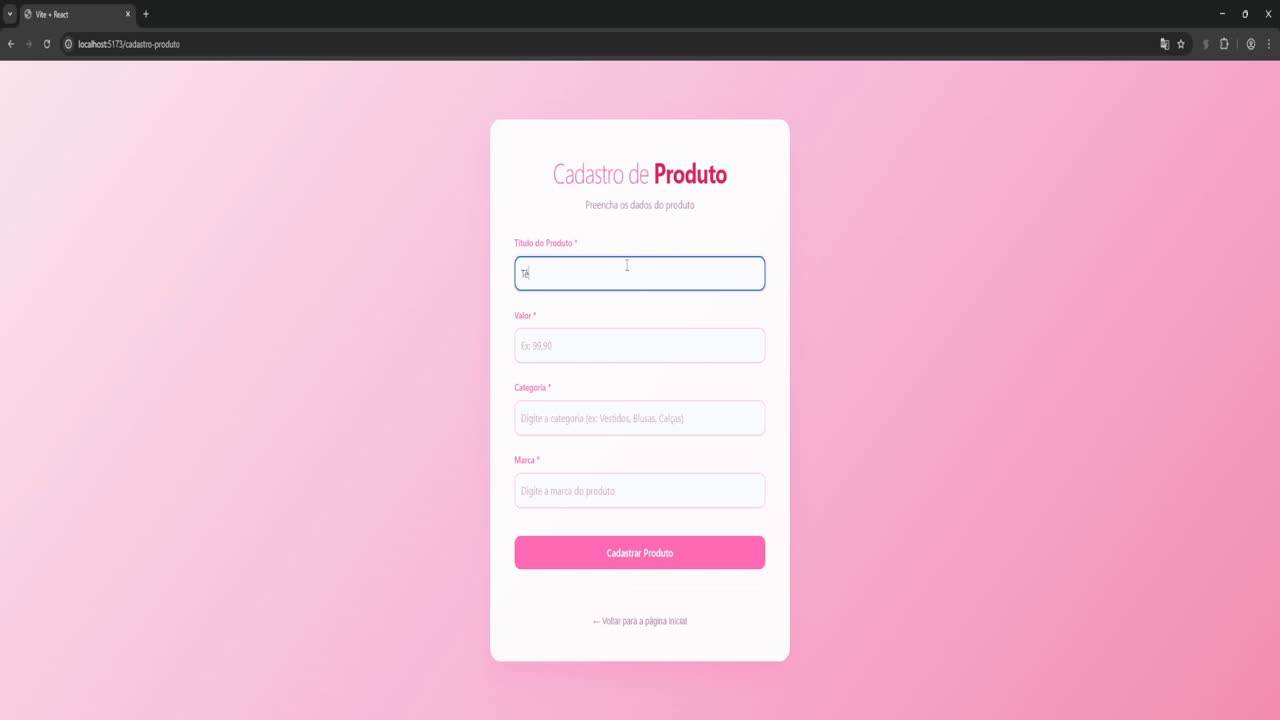 Vite + React
localhost:5173/cadastro-produto
Cadastro de Produto
Preencha os dados do produto
Título do Produto *
Tê
Valor *
Ex: 99,90
Categoria *
Digite a categoria (ex: Vestidos, Blusas, Calças)
Marca *
Digite a marca do produto
Cadastrar Produto
← Voltar para a página inicial